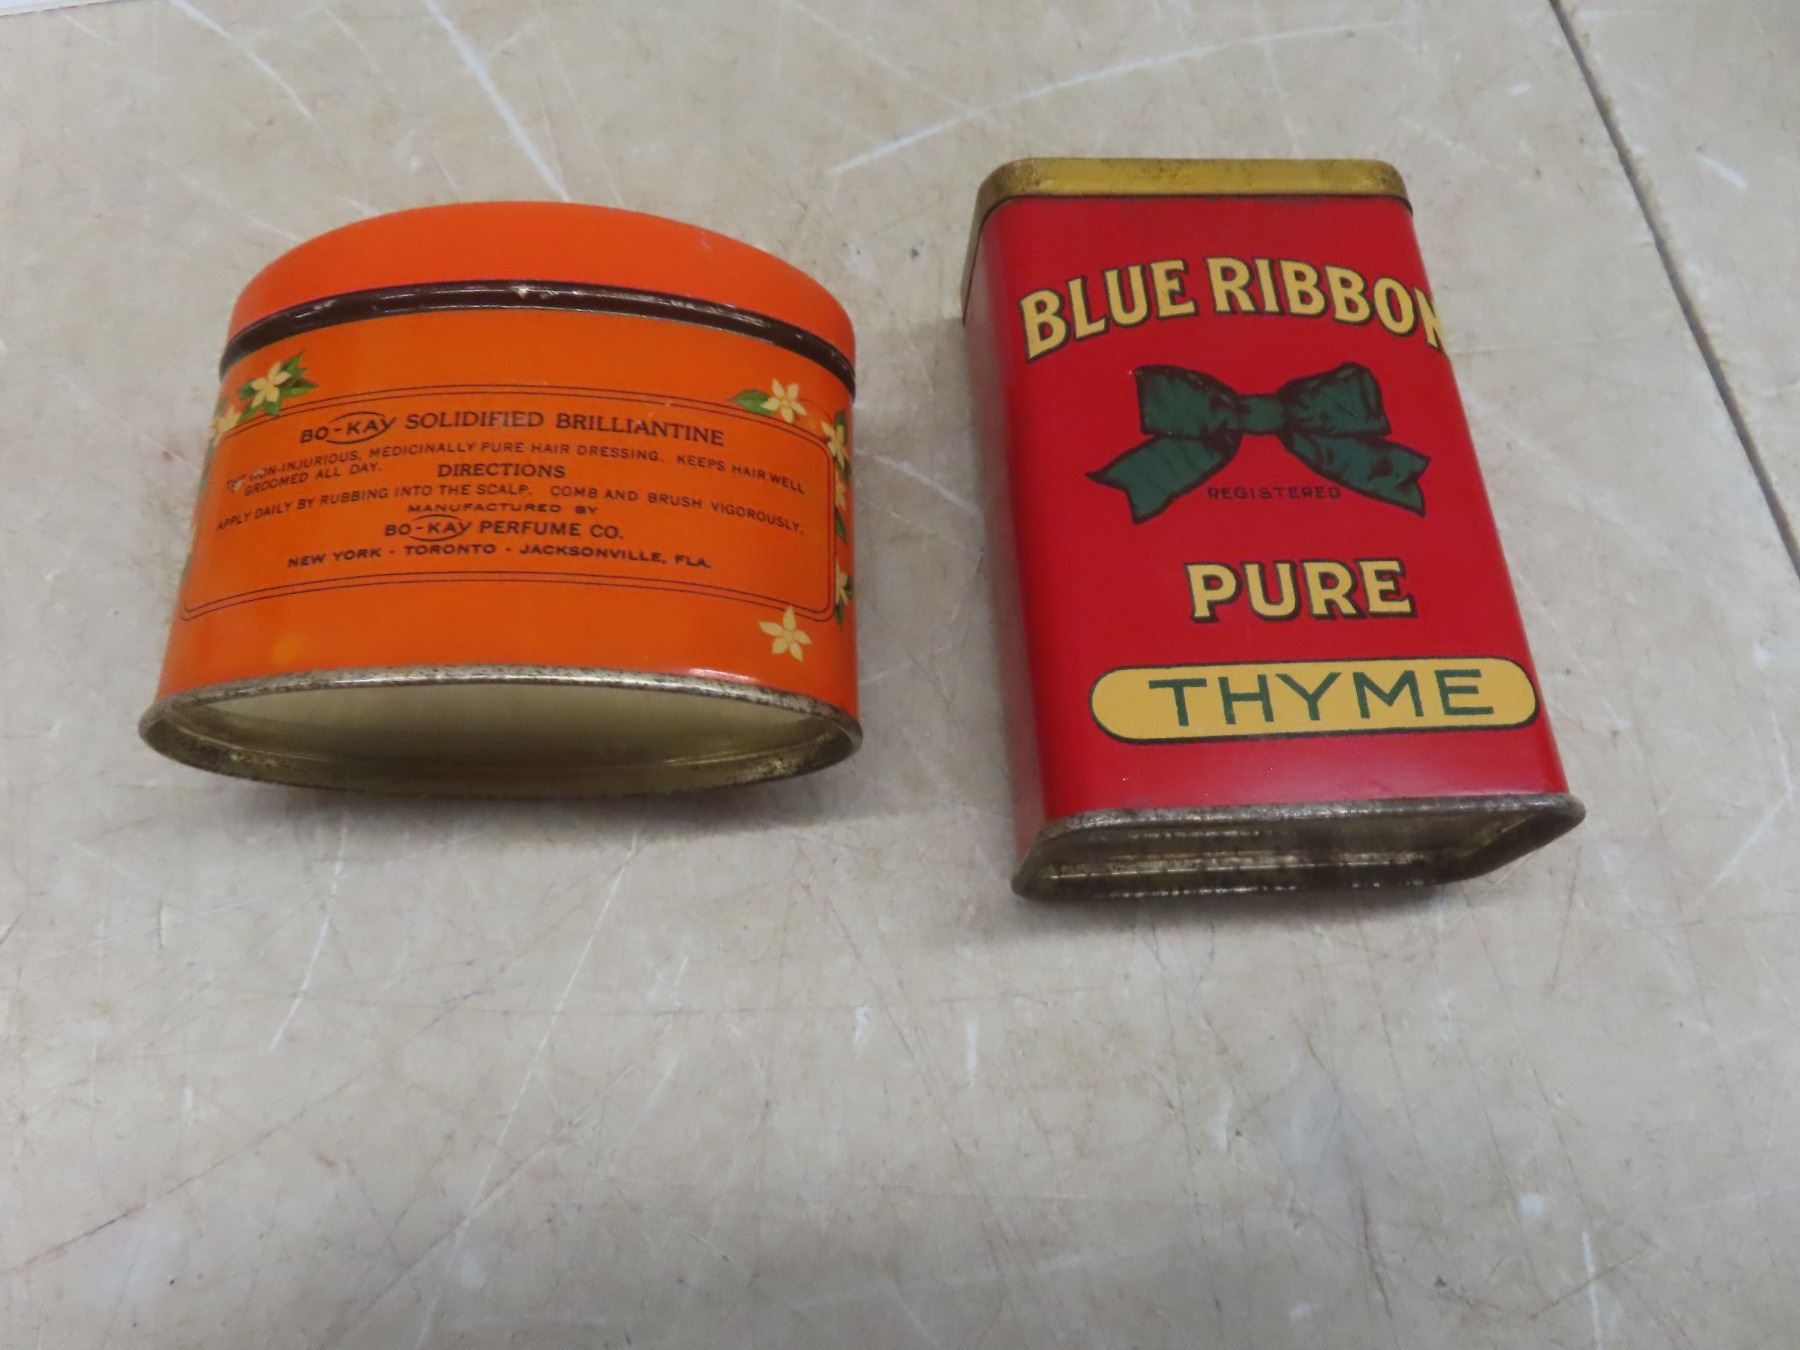 BO-KAY SOLIDIFIED BRILLIANTINE
THE NON-INJURIOUS, MEDICINALLY PURE HAIR DRESSING. KEEPS HAIR WELL
GROOMED ALL DAY.
DIRECTIONS
APPLY DAILY BY RUBBING INTO THE SCALP. COMB AND BRUSH VIGOROUSLY.
MANUFACTURED BY
BO-KAY PERFUME CO.
NEW YORK - TORONTO - JACKSONVILLE, FLA.
BLUE RIBBON
REGISTERED
PURE
THYME